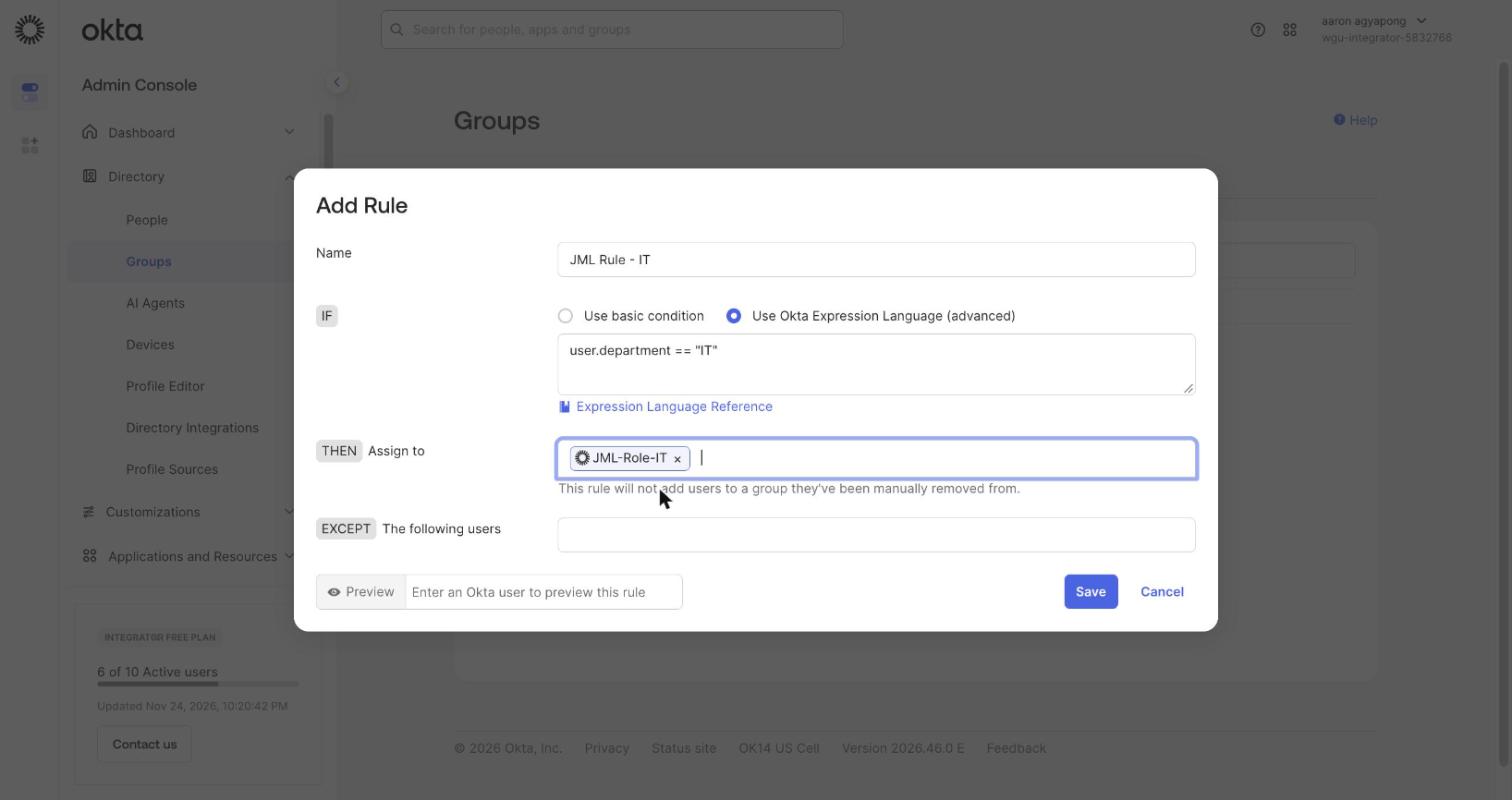 okta
Search for people, apps and groups
aaron agyapong
wgu-integrator-5832768
Admin Console
Dashboard
Directory
People
Groups
AI Agents
Devices
Profile Editor
Directory Integrations
Profile Sources
Customizations
Applications and Resources
INTEGRATOR FREE PLAN
6 of 10 Active users
Updated Nov 24, 2026, 10:20:42 PM
Contact us
Groups
Help
Add Rule
Name
JML Rule - IT
IF
Use basic condition
Use Okta Expression Language (advanced)
user.department == "IT"
Expression Language Reference
THEN Assign to
JML-Role-IT ×
This rule will not add users to a group they've been manually removed from.
EXCEPT The following users
Preview
Enter an Okta user to preview this rule
Save
Cancel
© 2026 Okta, Inc. Privacy Status site OK14 US Cell Version 2026.46.0 E Feedback